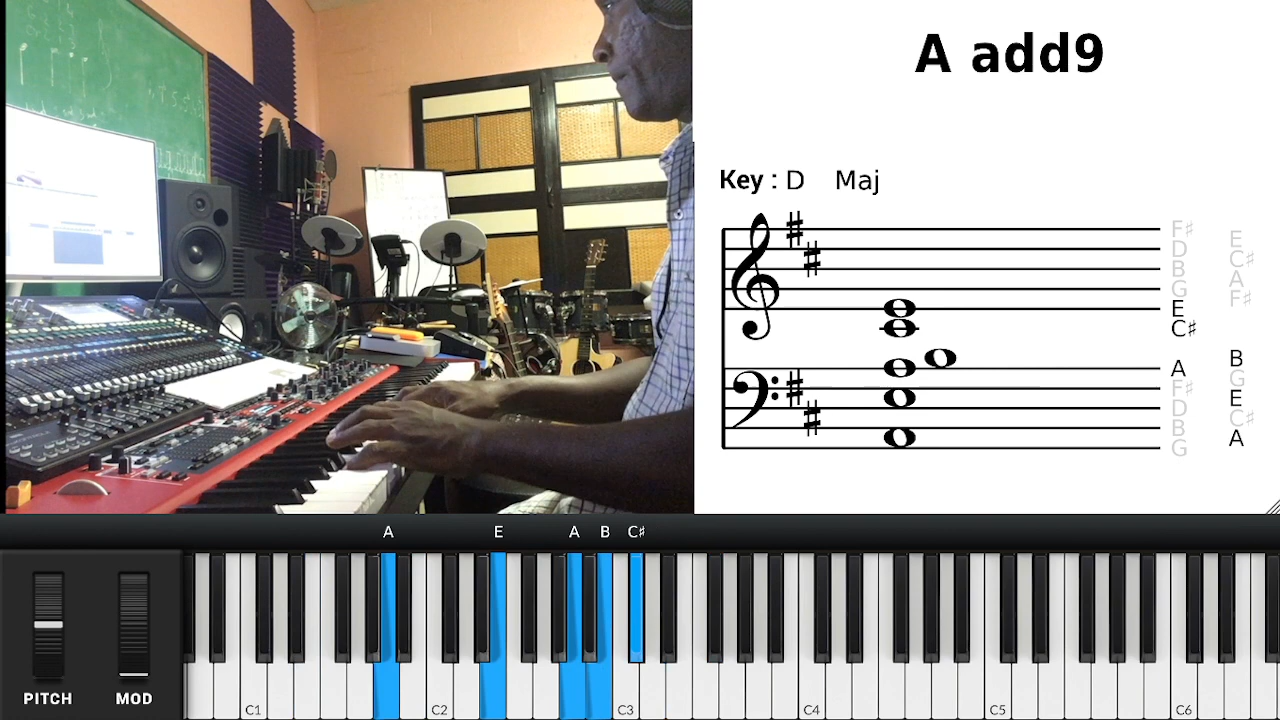 A add9
Key : D Maj
F♯
D
B
G
E
C♯
E
C♯
A
F♯
A
F♯
D
B
G
B
G
E
C♯
A
A E A B C♯
PITCH MOD
C1 C2 C3 C4 C5 C6